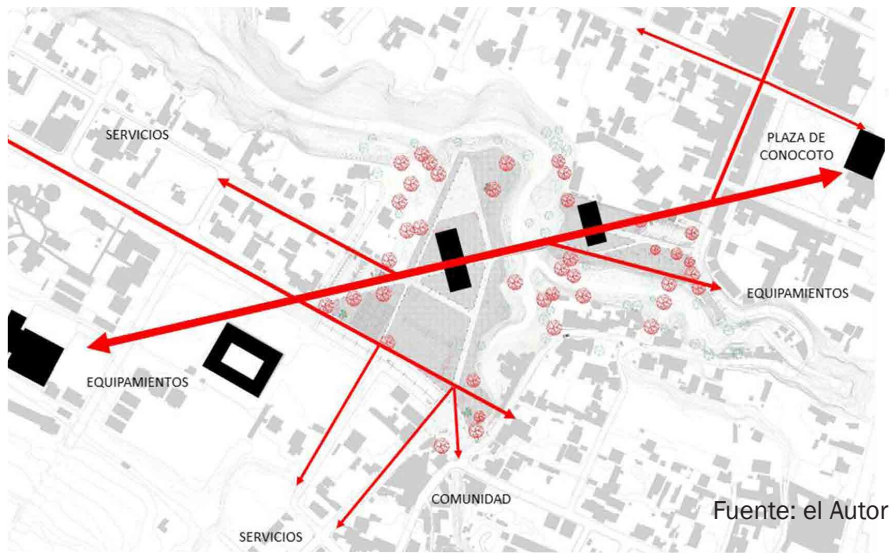 SERVICIOS
PLAZA DE
CONOCOTO
EQUIPAMIENTOS
EQUIPAMIENTOS
COMUNIDAD
SERVICIOS
Fuente: el Autor